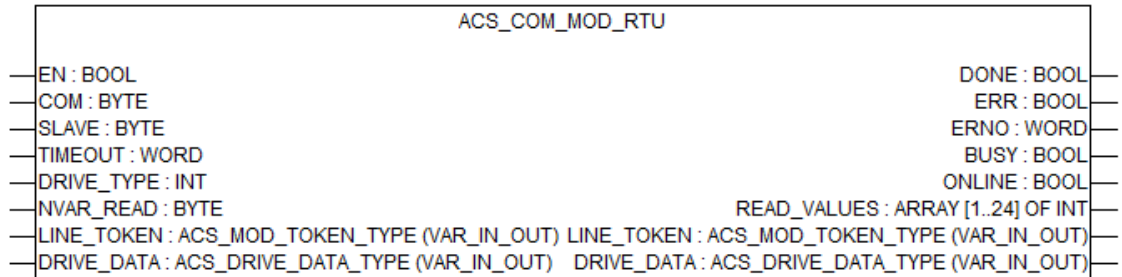 ACS_COM_MOD_RTU
EN : BOOL DONE : BOOL
COM : BYTE ERR : BOOL
SLAVE : BYTE ERNO : WORD
TIMEOUT : WORD BUSY : BOOL
DRIVE_TYPE : INT ONLINE : BOOL
NVAR_READ : BYTE READ_VALUES : ARRAY [1..24] OF INT
LINE_TOKEN : ACS_MOD_TOKEN_TYPE (VAR_IN_OUT) LINE_TOKEN : ACS_MOD_TOKEN_TYPE (VAR_IN_OUT)
DRIVE_DATA : ACS_DRIVE_DATA_TYPE (VAR_IN_OUT) DRIVE_DATA : ACS_DRIVE_DATA_TYPE (VAR_IN_OUT)